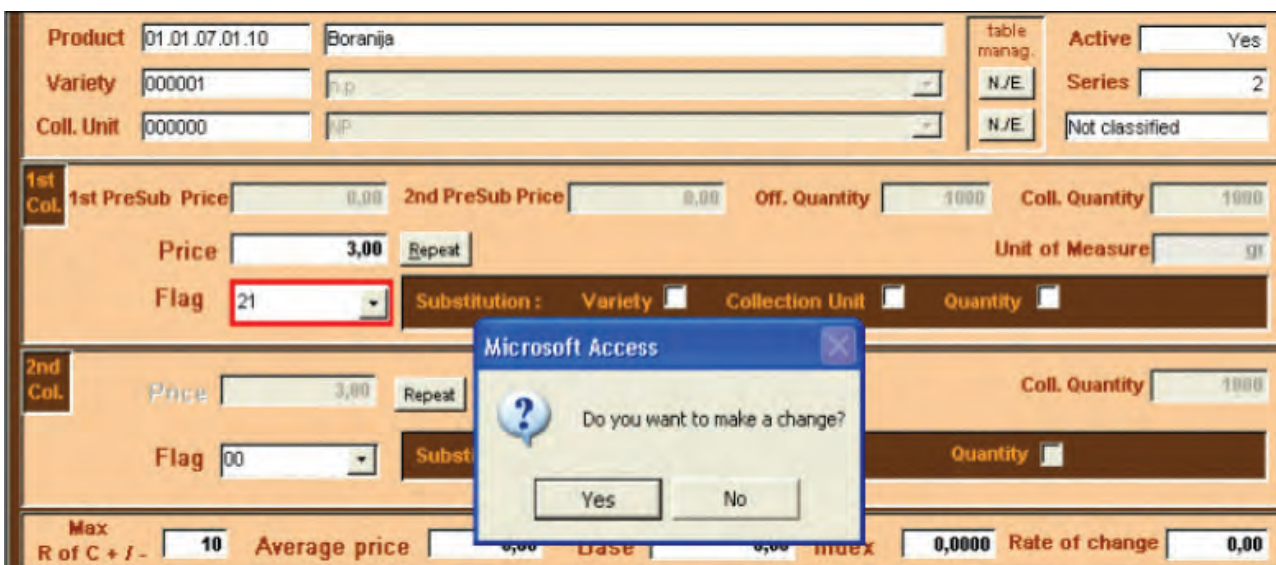 Product 01.01.07.01.10 Boranija table manag. Active Yes
Variety 000001 n.p N./E. Series 2
Coll. Unit 000000 NP N./E. Not classified
1st Col. 1st PreSub Price 0,00 2nd PreSub Price 0,00 Off. Quantity 1000 Coll. Quantity 1000
Price 3,00 Repeat Unit of Measure gr
Flag 21 Substitution : Variety Collection Unit Quantity
Microsoft Access
2nd Col. Price 3,00 Repeat Coll. Quantity 1000
Do you want to make a change?
Flag 00 Quantity
Yes No
Max R of C + / - 10 Average price Base Index 0,0000 Rate of change 0,00